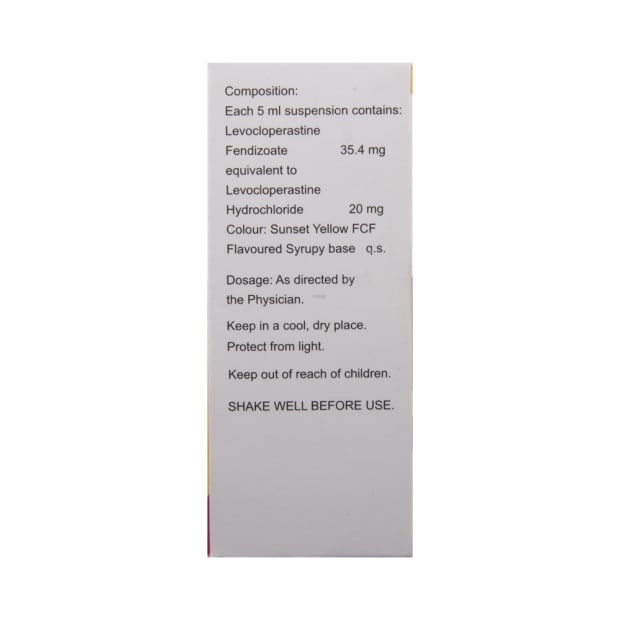 Composition:
Each 5 ml suspension contains:
Levocloperastine
Fendizoate 35.4 mg
equivalent to
Levocloperastine
Hydrochloride 20 mg
Colour: Sunset Yellow FCF
Flavoured Syrupy base q.s.
Dosage: As directed by
the Physician.
Keep in a cool, dry place.
Protect from light.
Keep out of reach of children.
SHAKE WELL BEFORE USE.